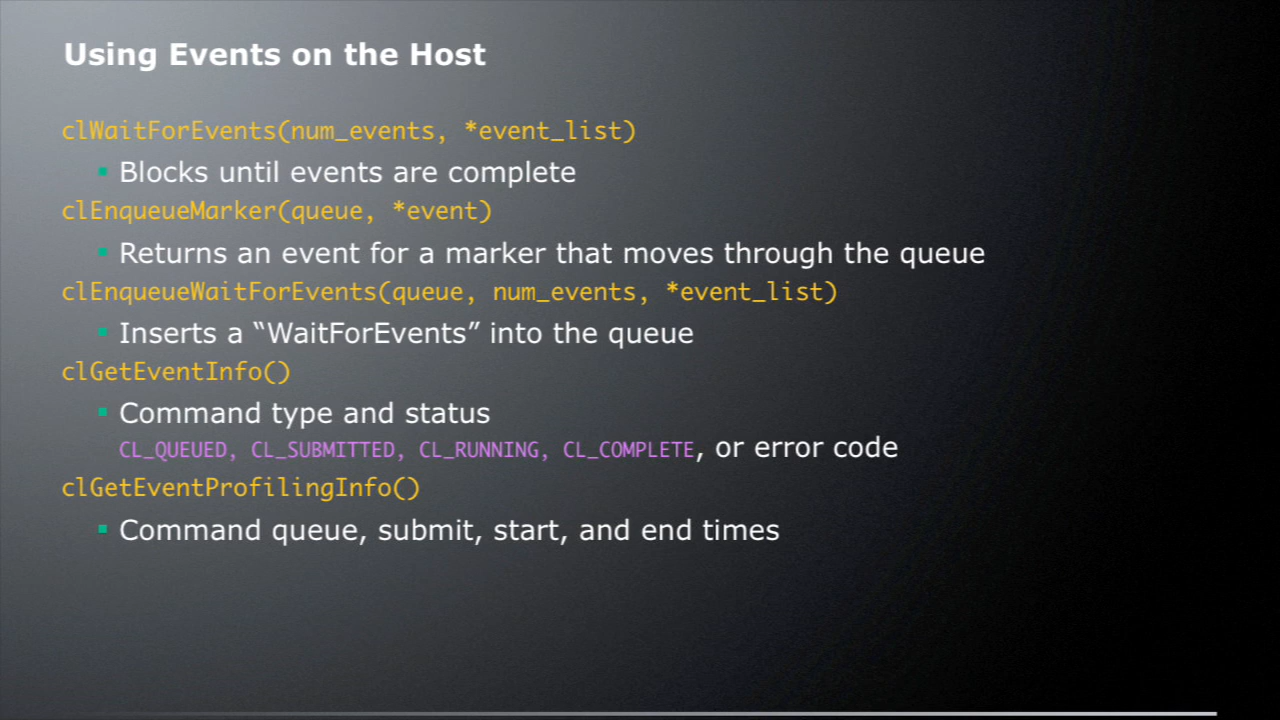 Using Events on the Host
clWaitForEvents(num_events, *event_list)
▪ Blocks until events are complete
clEnqueueMarker(queue, *event)
▪ Returns an event for a marker that moves through the queue
clEnqueueWaitForEvents(queue, num_events, *event_list)
▪ Inserts a “WaitForEvents” into the queue
clGetEventInfo()
▪ Command type and status
CL_QUEUED, CL_SUBMITTED, CL_RUNNING, CL_COMPLETE, or error code
clGetEventProfilingInfo()
▪ Command queue, submit, start, and end times